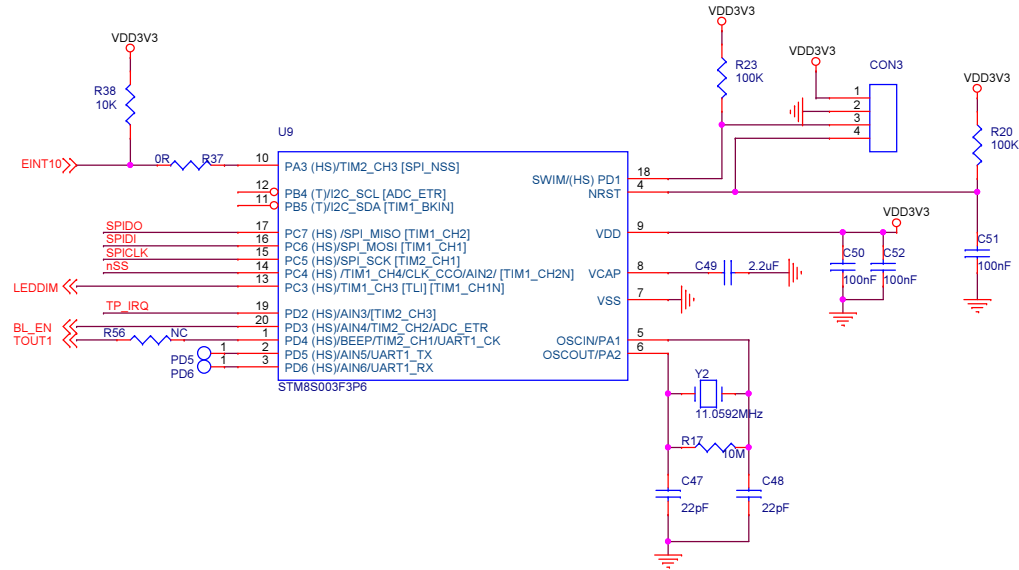 VDD3V3
VDD3V3
VDD3V3
VDD3V3
R38
10K
R23
100K
CON3
1
2
3
4
R20
100K
U9
EINT10
0R
R37
10
PA3 (HS)/TIM2_CH3 [SPI_NSS]
12
PB4 (T)/I2C_SCL [ADC_ETR]
11
PB5 (T)/I2C_SDA [TIM1_BKIN]
SPIDO
17
PC7 (HS) /SPI_MISO [TIM1_CH2]
SPIDI
16
PC6 (HS)/SPI_MOSI [TIM1_CH1]
SPICLK
15
PC5 (HS)/SPI_SCK [TIM2_CH1]
nSS
14
PC4 (HS) /TIM1_CH4/CLK_CCO/AIN2/ [TIM1_CH2N]
LEDDIM
13
PC3 (HS)/TIM1_CH3 [TLI] [TIM1_CH1N]
TP_IRQ
19
PD2 (HS)/AIN3/[TIM2_CH3]
BL_EN
20
PD3 (HS)/AIN4/TIM2_CH2/ADC_ETR
TOUT1
R56
NC
1
PD4 (HS)/BEEP/TIM2_CH1/UART1_CK
PD5
1
2
PD5 (HS)/AIN5/UART1_TX
PD6
1
3
PD6 (HS)/AIN6/UART1_RX
STM8S003F3P6
SWIM/(HS) PD1
18
NRST
4
VDD
9
VDD3V3
C50
100nF
C52
100nF
C51
100nF
VCAP
8
C49
2.2uF
VSS
7
OSCIN/PA1
5
OSCOUT/PA2
6
Y2
11.0592MHz
R17
10M
C47
22pF
C48
22pF